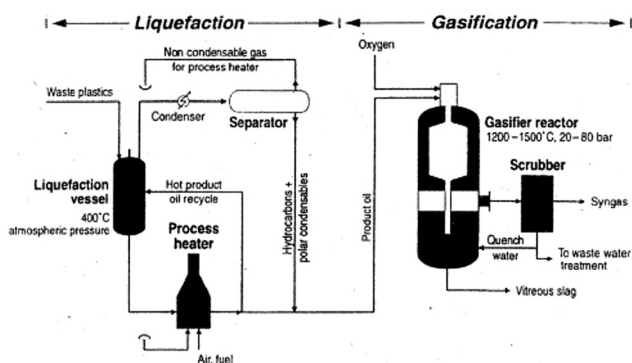 Liquefaction
Gasification
Non condensable gas
for process heater
Oxygen
Waste plastics
Condenser
Separator
Gasifier reactor
1200–1500°C, 20–80 bar
Scrubber
Liquefaction
vessel
400°C
atmospheric pressure
Hot product
oil recycle
Process
heater
Hydrocarbons +
polar condensables
Product oil
Syngas
Quench
water
To waste water
treatment
Vitreous slag
Air, fuel